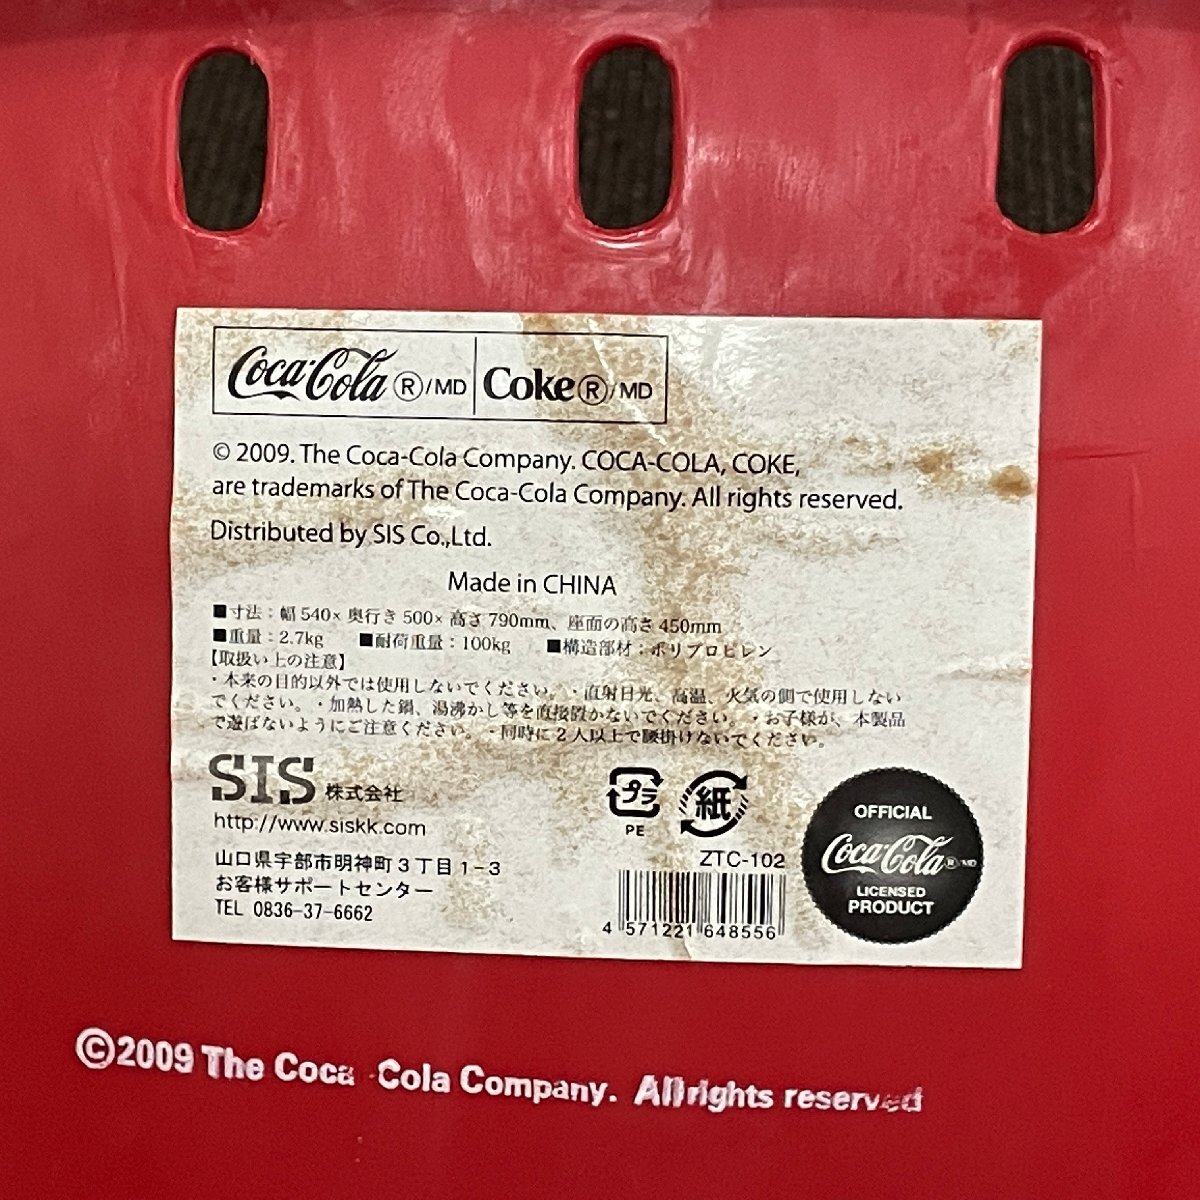 Coca-Cola ®/MD Coke®/MD
© 2009. The Coca-Cola Company. COCA-COLA, COKE,
are trademarks of The Coca-Cola Company. All rights reserved.
Distributed by SIS Co.,Ltd.
Made in CHINA
■寸法：幅 540× 奥行き 500× 高さ 790mm、座面の高さ 450mm
■重量：2.7kg ■耐荷重量：100kg ■構造部材：ポリプロピレン
【取扱い上の注意】
・本来の目的以外では使用しないでください。・直射日光、高温、火気の側で使用しない
でください。・加熱した鍋、湯沸かし等を直接置かないでください。・お子様が、本製品
で遊ばないようにご注意ください。・同時に 2 人以上で腰掛けないでください。
SIS 株式会社
http://www.siskk.com
山口県宇部市明神町３丁目１−３
お客様サポートセンター
TEL 0836-37-6662
プラ
PE
紙
ZTC-102
4 571221 648556
OFFICIAL
Coca-Cola ®/MD
LICENSED
PRODUCT
©2009 The Coca-Cola Company. All rights reserved